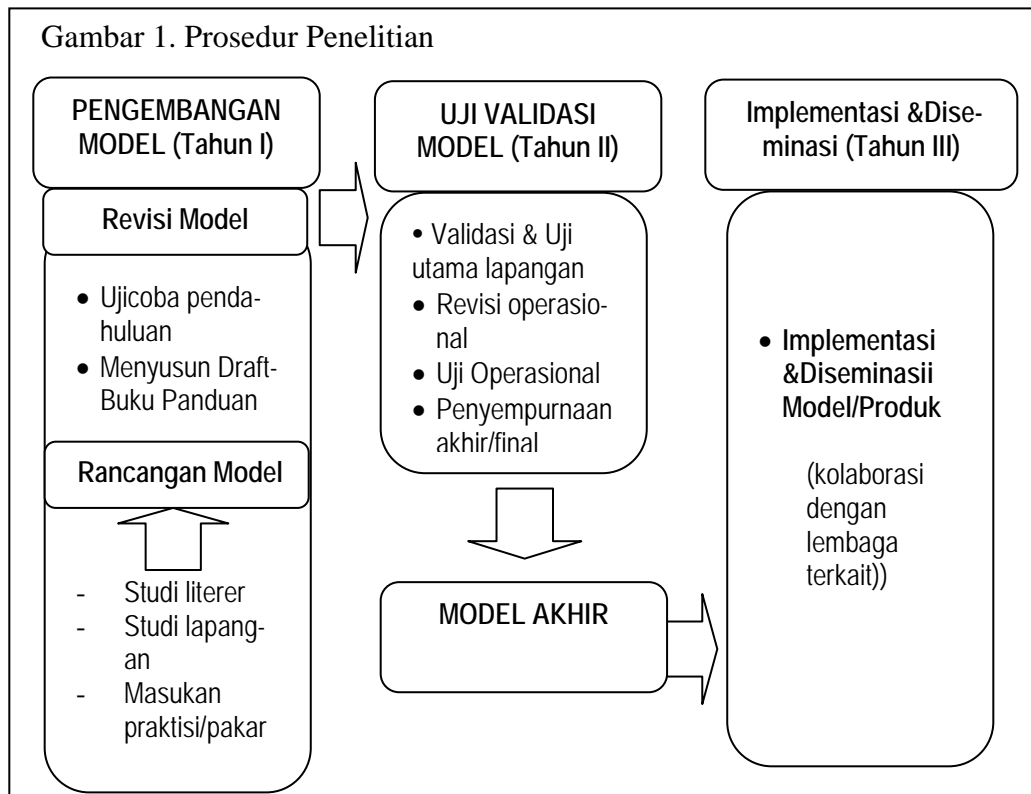 Gambar 1. Prosedur Penelitian
PENGEMBANGAN
MODEL (Tahun I)
Revisi Model
• Ujicoba penda-
huluan
• Menyusun Draft-
Buku Panduan
Rancangan Model
- Studi literer
- Studi lapang-
an
- Masukan
praktisi/pakar
UJI VALIDASI
MODEL (Tahun II)
• Validasi & Uji
utama lapangan
• Revisi operasio-
nal
• Uji Operasional
• Penyempurnaan
akhir/final
MODEL AKHIR
Implementasi &Dise-
minasi (Tahun III)
• Implementasi
&Diseminasii
Model/Produk
(kolaborasi
dengan
lembaga
terkait))